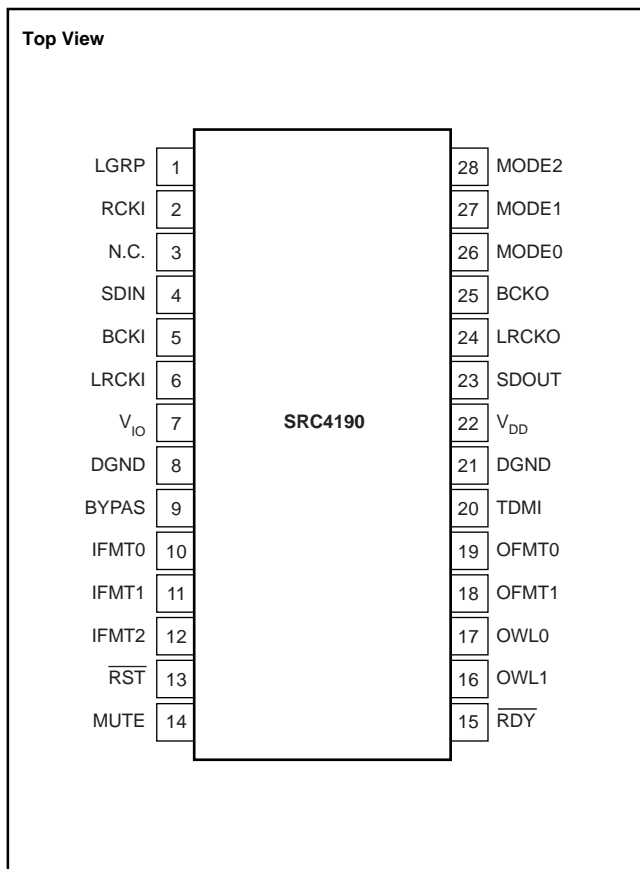 Top View
LGRP 1 28 MODE2
RCKI 2 27 MODE1
N.C. 3 26 MODE0
SDIN 4 25 BCKO
BCKI 5 24 LRCKO
LRCKI 6 23 SDOUT
VIO 7 SRC4190 22 VDD
DGND 8 21 DGND
BYPAS 9 20 TDMI
IFMT0 10 19 OFMT0
IFMT1 11 18 OFMT1
IFMT2 12 17 OWL0
RST 13 16 OWL1
MUTE 14 15 RDY